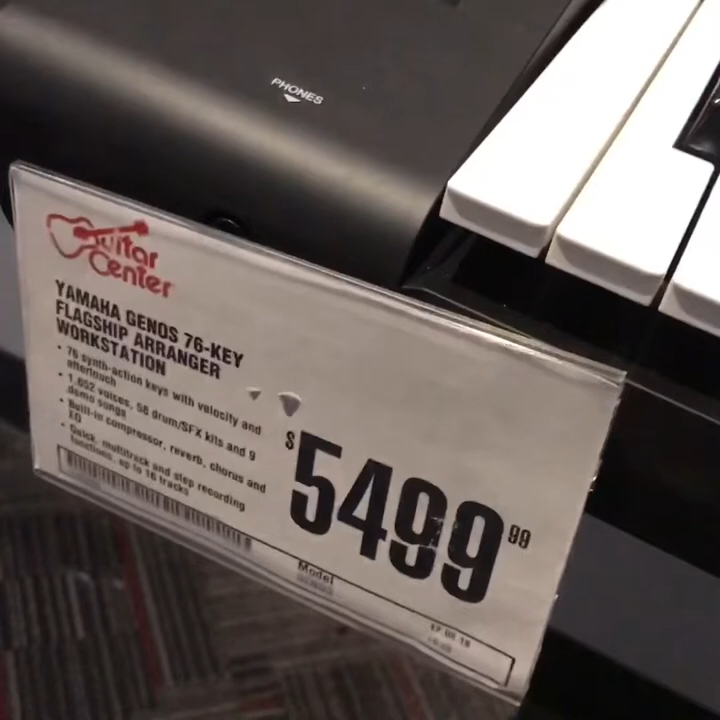 PHONES
Guitar
Center
YAMAHA GENOS 76-KEY
FLAGSHIP ARRANGER
WORKSTATION
• 76 synth-action keys with velocity and
aftertouch
• 1,652 voices, 58 drum/SFX kits and 9
demo songs
• Built-in compressor, reverb, chorus and
EQ
• Quick, multitrack and step recording
functions, up to 16 tracks
$5499 99
Model